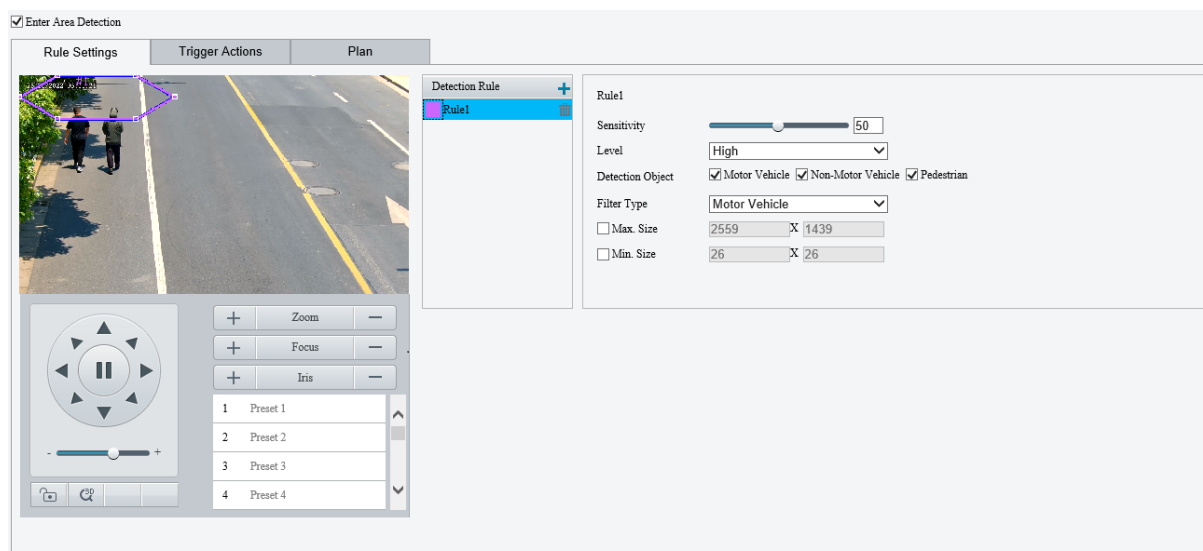 Enter Area Detection
Rule Settings Trigger Actions Plan
Detection Rule +
Rule1
Rule1
Sensitivity 50
Level High
Detection Object Motor Vehicle Non-Motor Vehicle Pedestrian
Filter Type Motor Vehicle
Max. Size 2559 X 1439
Min. Size 26 X 26
+ Zoom −
+ Focus −
+ Iris −
1 Preset 1
2 Preset 2
3 Preset 3
4 Preset 4
- +
3D